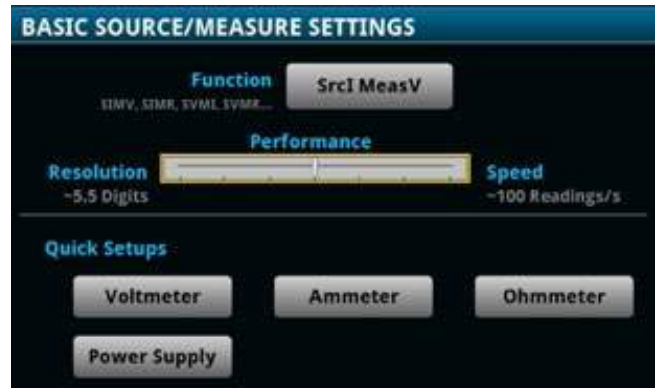 BASIC SOURCE/MEASURE SETTINGS
Function
SrcI MeasV
SIMV, SIMR, SVMI, SVMR...
Performance
Resolution
Speed
~5.5 Digits
~100 Readings/s
Quick Setups
Voltmeter
Ammeter
Ohmmeter
Power Supply